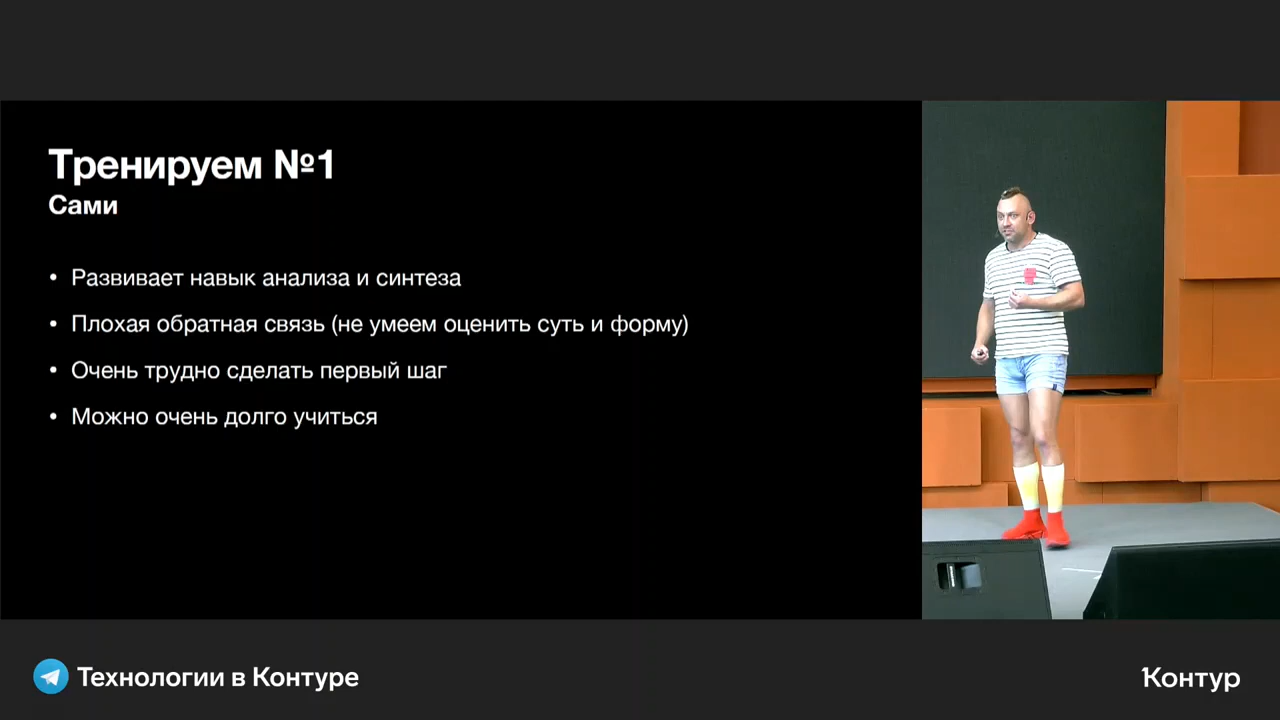 Тренируем №1
Сами
• Развивает навык анализа и синтеза
• Плохая обратная связь (не умеем оценить суть и форму)
• Очень трудно сделать первый шаг
• Можно очень долго учиться
Технологии в Контуре
Контур